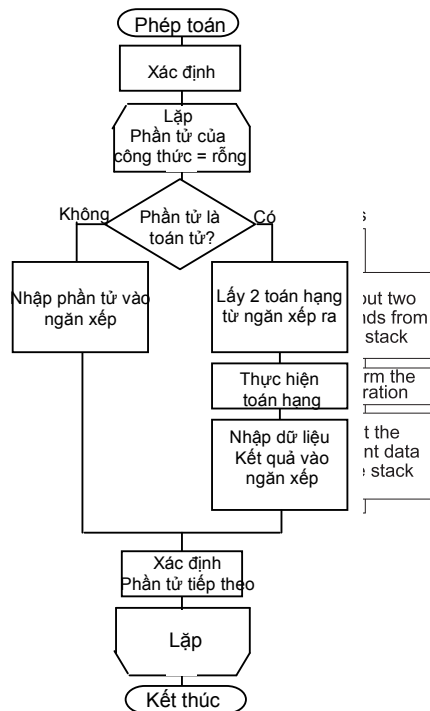 Phép toán
Xác định
Lặp
Phần tử của
công thức = rỗng
Phần tử là
toán tử?
Không
Có
Nhập phần tử vào
ngăn xếp
Lấy 2 toán hạng
từ ngăn xếp ra
Thực hiện
toán hạng
Nhập dữ liệu
Kết quả vào
ngăn xếp
s
out two
nds from
stack
rm the
ration
t the
nt data
e stack
Xác định
Phần tử tiếp theo
Lặp
Kết thúc